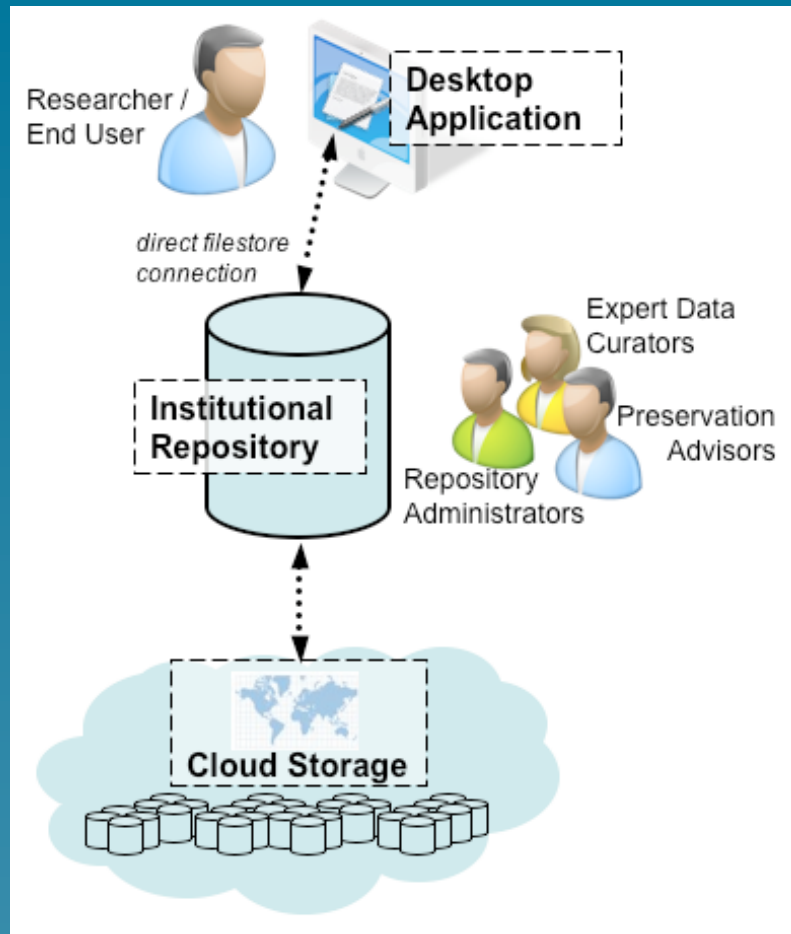 Researcher /
End User
Desktop
Application
direct filestore
connection
Expert Data
Curators
Institutional
Repository
Preservation
Advisors
Repository
Administrators
Cloud Storage